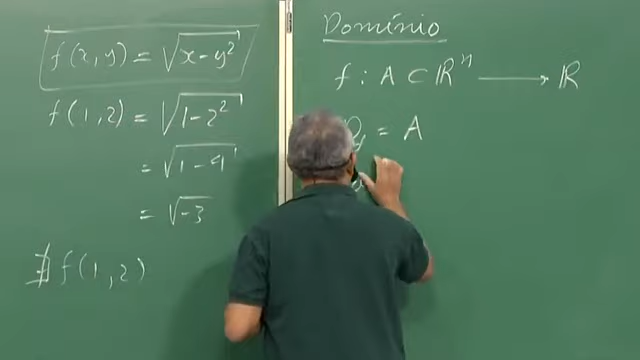 f(x,y) = √(x-y²)
f(1,2) = √(1-2²)
= √(1-4)
= √-3
∄ f(1,2)
Domínio
f : A ⊂ ℝⁿ ⟶ ℝ
D_f = A